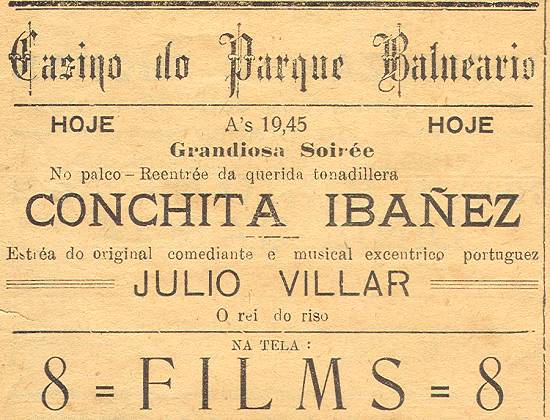 Casino do Parque Balneario
HOJE A's 19,45 HOJE
Grandiosa Soirée
No palco – Reentrée da querida tonadillera
CONCHITA IBAÑEZ
Estréa do original comediante e musical excentrico portuguez
JULIO VILLAR
O rei do riso
NA TELA :
8 = FILMS = 8